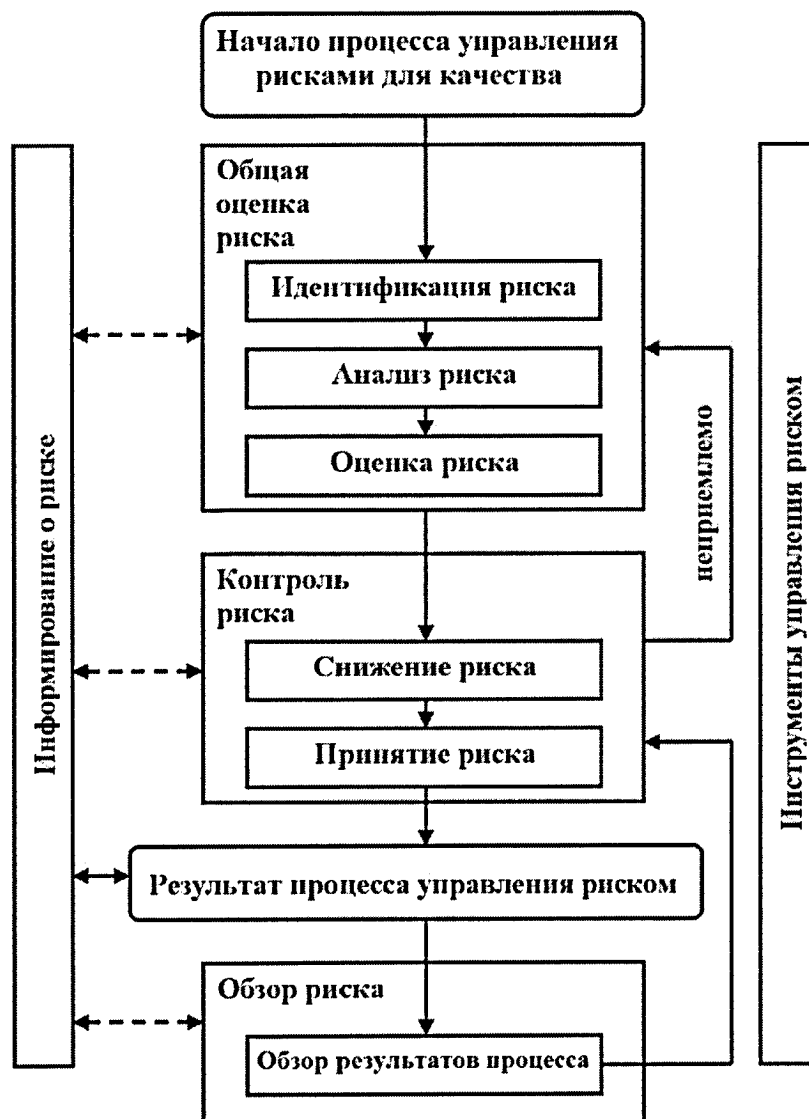 Начало процесса управления
рисками для качества
Общая
оценка
риска
Идентификация риска
Анализ риска
Оценка риска
неприемлемо
Контроль
риска
Снижение риска
Принятие риска
Результат процесса управления риском
Обзор риска
Обзор результатов процесса
Информирование о риске
Инструменты управления риском